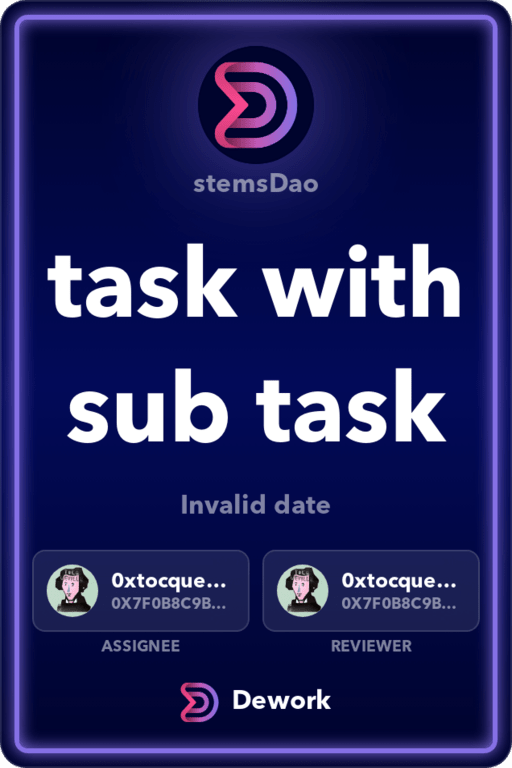 stemsDao
task with
sub task
Invalid date
0xtocque...
0X7F0B8C9B...
0xtocque...
0X7F0B8C9B...
ASSIGNEE
REVIEWER
Dework